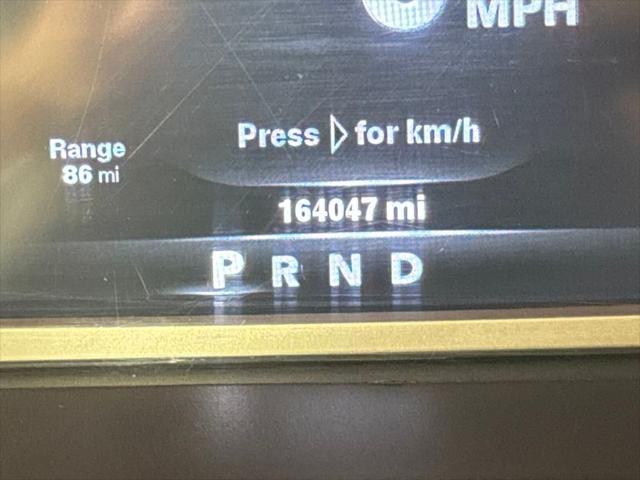 MPH
Press ▷ for km/h
Range
86 mi
164047 mi
P R N D